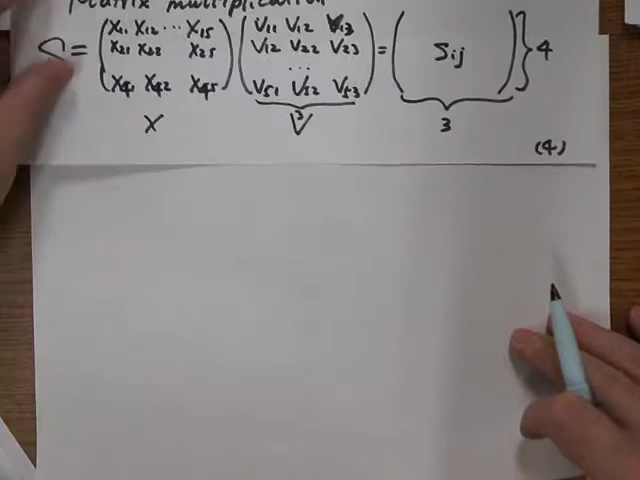 Matrix multiplication
S = ( X11 X12 ... X15 ) ( V11 V12 V13 ) = ( Sij ) } 4
X21 X22 X25 V12 V22 V23
...
X41 X42 X45 V51 V52 V53
X V 3
(4)